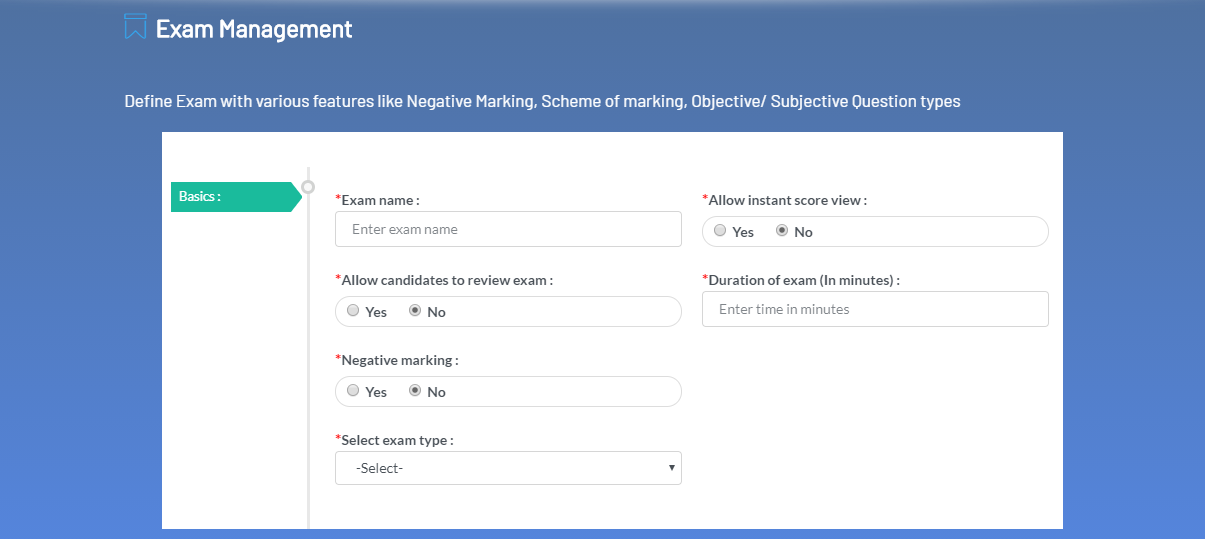 Exam Management
Define Exam with various features like Negative Marking, Scheme of marking, Objective/ Subjective Question types
Basics :
*Exam name :
Enter exam name
*Allow instant score view :
Yes No
*Allow candidates to review exam :
Yes No
*Duration of exam (In minutes) :
Enter time in minutes
*Negative marking :
Yes No
*Select exam type :
-Select-